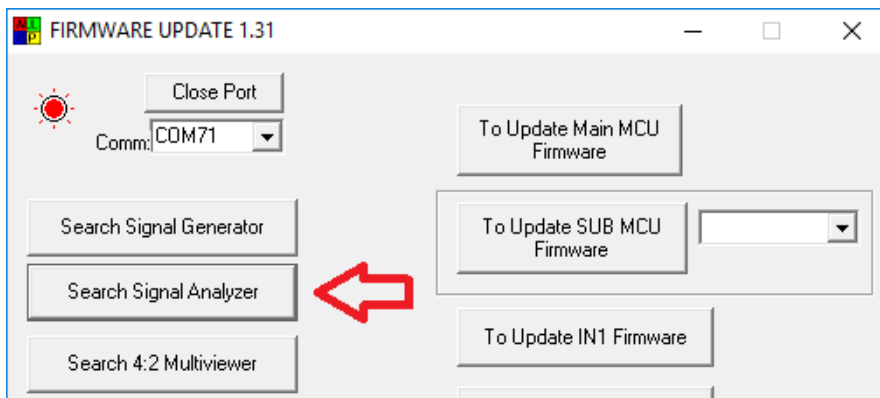 FIRMWARE UPDATE 1.31
Close Port
Comm: COM71
To Update Main MCU
Firmware
Search Signal Generator
To Update SUB MCU
Firmware
Search Signal Analyzer
To Update IN1 Firmware
Search 4:2 Multiviewer